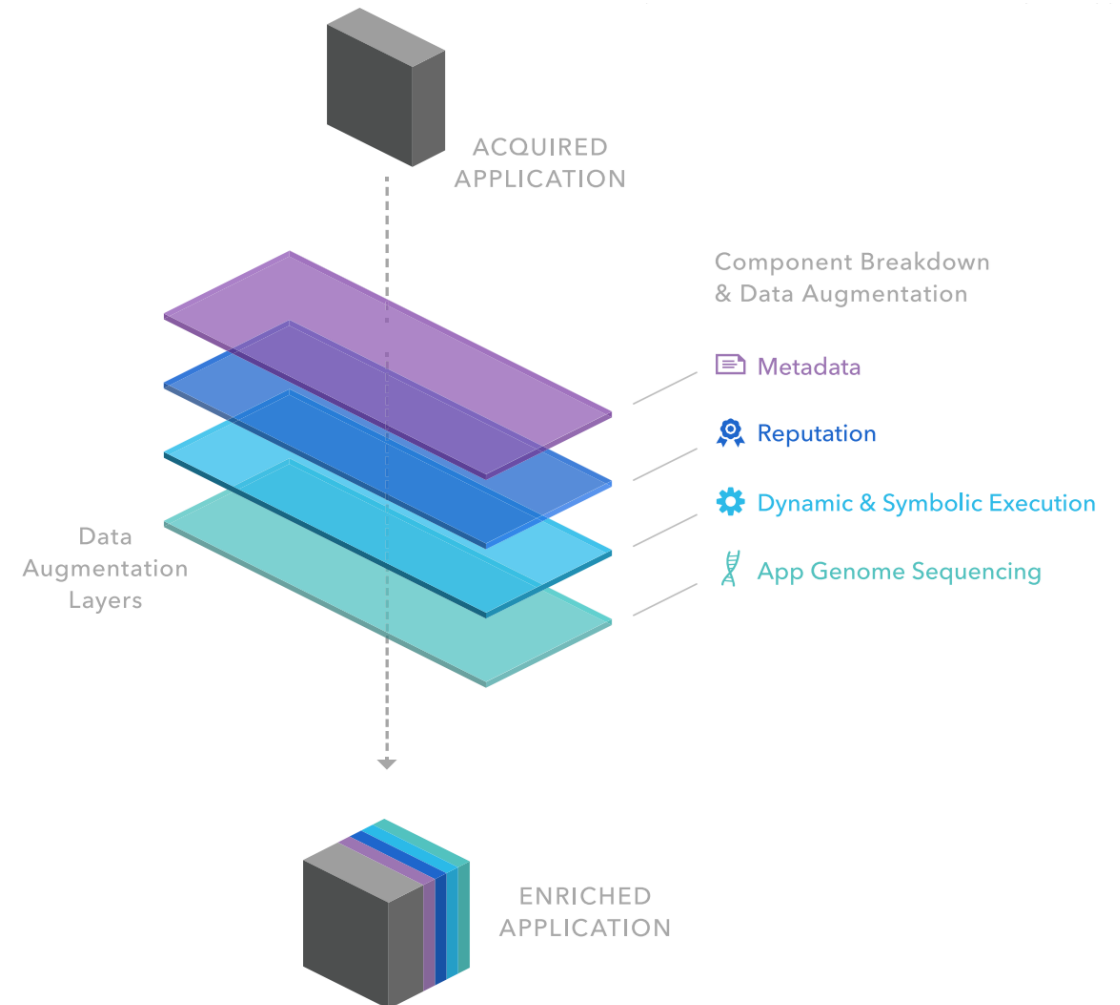 ACQUIRED
APPLICATION
Component Breakdown
& Data Augmentation
Metadata
Reputation
Dynamic & Symbolic Execution
App Genome Sequencing
Data
Augmentation
Layers
ENRICHED
APPLICATION